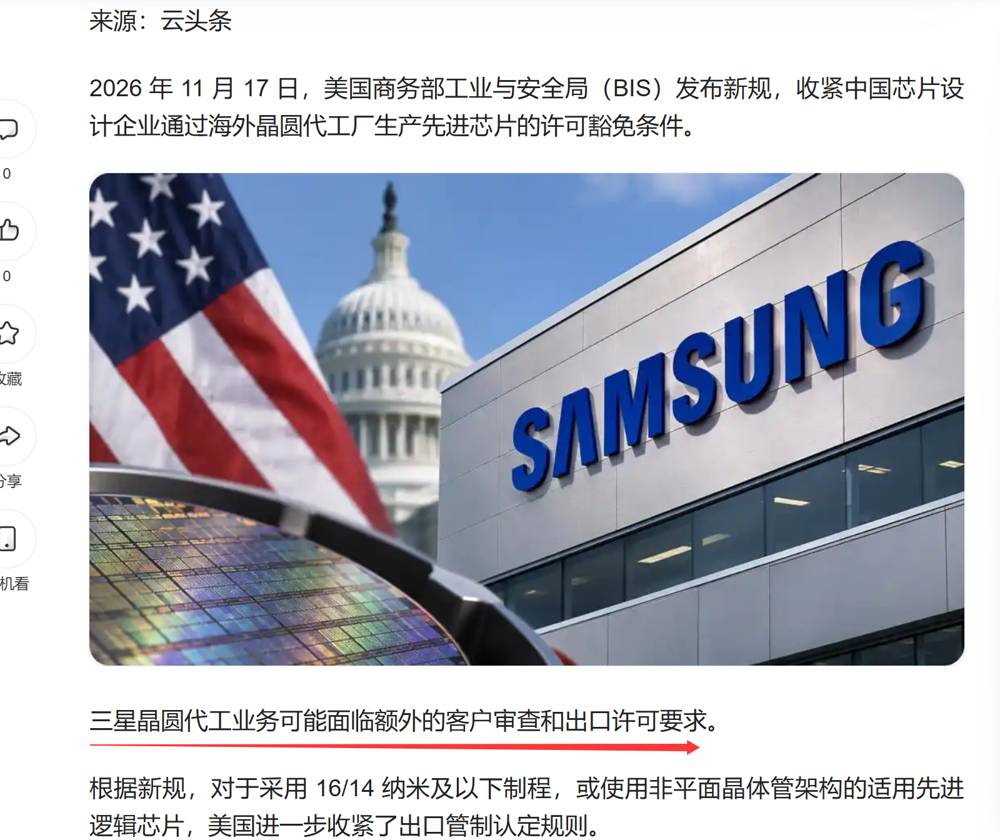 来源：云头条
2026 年 11 月 17 日，美国商务部工业与安全局（BIS）发布新规，收紧中国芯片设
计企业通过海外晶圆代工厂生产先进芯片的许可豁免条件。
0
0
收藏
分享
机看
SAMSUNG
三星晶圆代工业务可能面临额外的客户审查和出口许可要求。
根据新规，对于采用 16/14 纳米及以下制程，或使用非平面晶体管架构的适用先进
逻辑芯片，美国进一步收紧了出口管制认定规则。